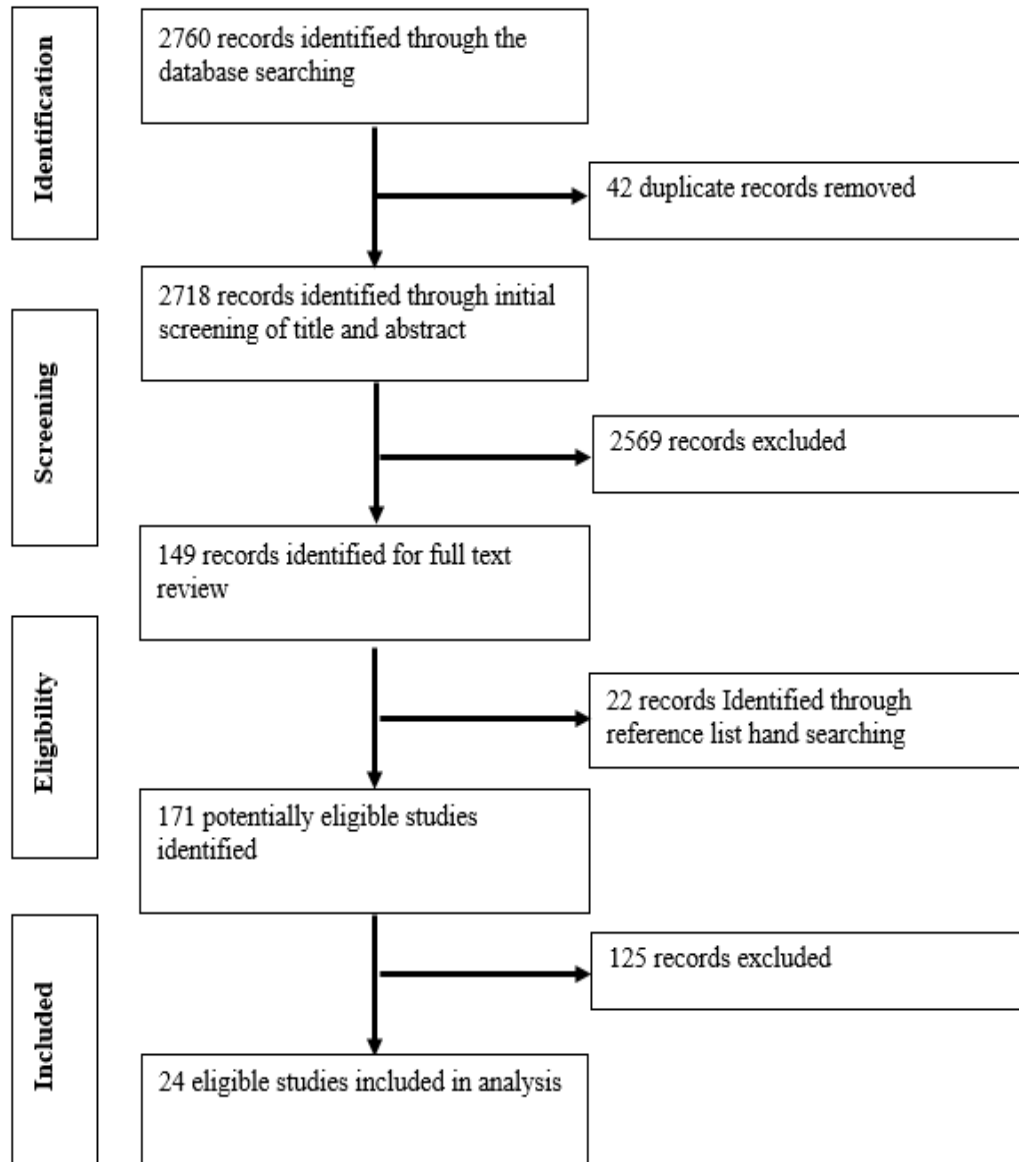 Identification
2760 records identified through the
database searching
42 duplicate records removed
Screening
2718 records identified through initial
screening of title and abstract
2569 records excluded
149 records identified for full text
review
Eligibility
22 records Identified through
reference list hand searching
171 potentially eligible studies
identified
Included
125 records excluded
24 eligible studies included in analysis